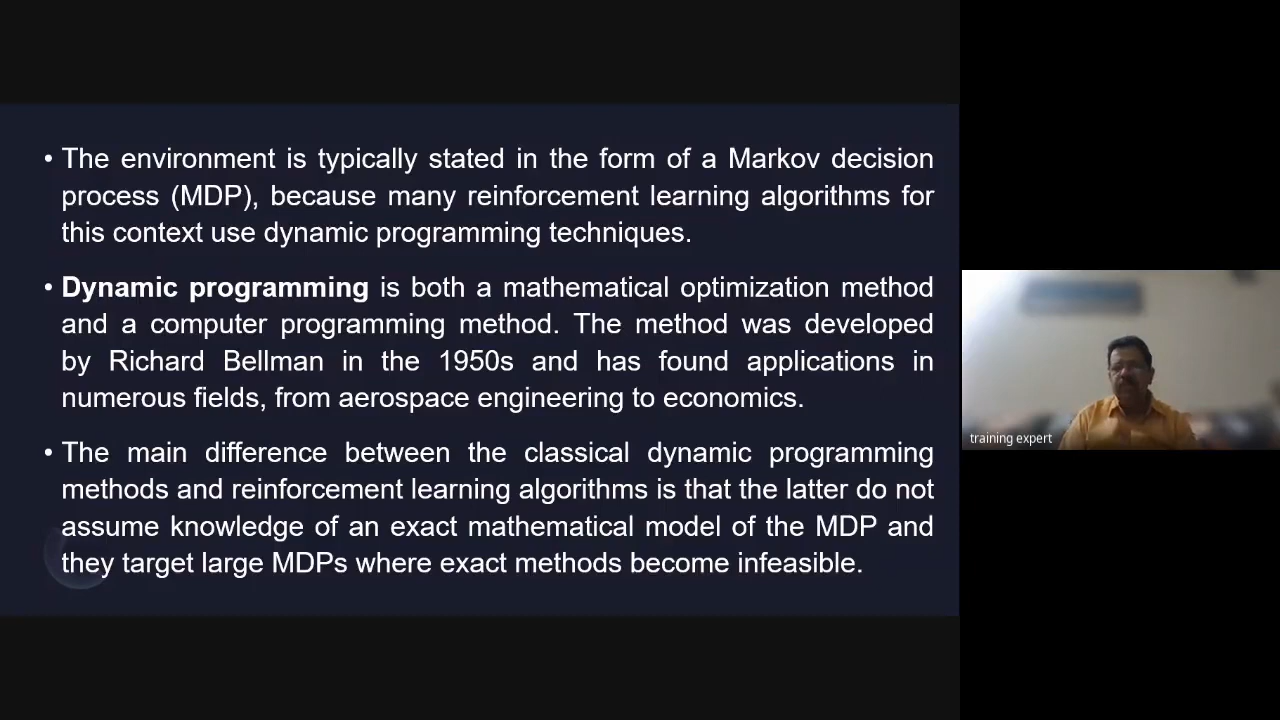 • The environment is typically stated in the form of a Markov decision
process (MDP), because many reinforcement learning algorithms for
this context use dynamic programming techniques.
• Dynamic programming is both a mathematical optimization method
and a computer programming method. The method was developed
by Richard Bellman in the 1950s and has found applications in
numerous fields, from aerospace engineering to economics.
• The main difference between the classical dynamic programming
methods and reinforcement learning algorithms is that the latter do not
assume knowledge of an exact mathematical model of the MDP and
they target large MDPs where exact methods become infeasible.
training expert